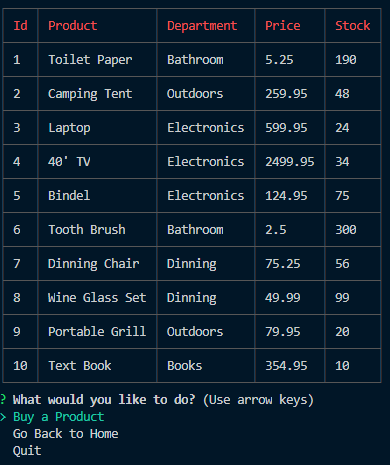 Id Product Department Price Stock
1 Toilet Paper Bathroom 5.25 190
2 Camping Tent Outdoors 259.95 48
3 Laptop Electronics 599.95 24
4 40' TV Electronics 2499.95 34
5 Bindel Electronics 124.95 75
6 Tooth Brush Bathroom 2.5 300
7 Dinning Chair Dinning 75.25 56
8 Wine Glass Set Dinning 49.99 99
9 Portable Grill Outdoors 79.95 20
10 Text Book Books 354.95 10
? What would you like to do? (Use arrow keys)
> Buy a Product
Go Back to Home
Quit